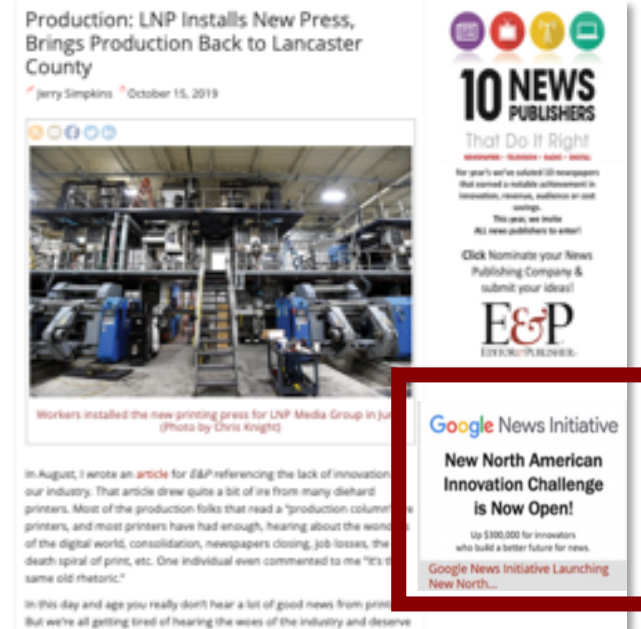 Production: LNP Installs New Press,
Brings Production Back to Lancaster
County
Jerry Simpkins October 15, 2019
Workers installed the new printing press for LNP Media Group in Ju
(Photo by Chris Knight)
In August, I wrote an article for E&P referencing the lack of innovation
our industry. That article drew quite a bit of ire from many diehard
printers. Most of the production folks that read a "production column" re
printers, and most printers have had enough, hearing about the wond s
of the digital world, consolidation, newspapers closing, job losses, the
death spiral of print, etc. One individual even commented to me "It's th
same old rhetoric."
In this day and age you really don't hear a lot of good news from print
But we're all getting tired of hearing the woes of the industry and deserve
10 NEWS
PUBLISHERS
That Do It Right
NEWSPAPERS - TELEVISION - RADIO - DIGITAL
For year's we've saluted 10 newspapers
that earned a notable achievement in
innovation, revenue, audience or cost
savings.
This year, we invite
ALL news publishers to enter!
Click Nominate your News
Publishing Company &
submit your ideas!
E&P
EDITOR & PUBLISHER
Google News Initiative
New North American
Innovation Challenge
is Now Open!
Up $300,000 for innovators
who build a better future for news.
Google News Initiative Launching
New North...